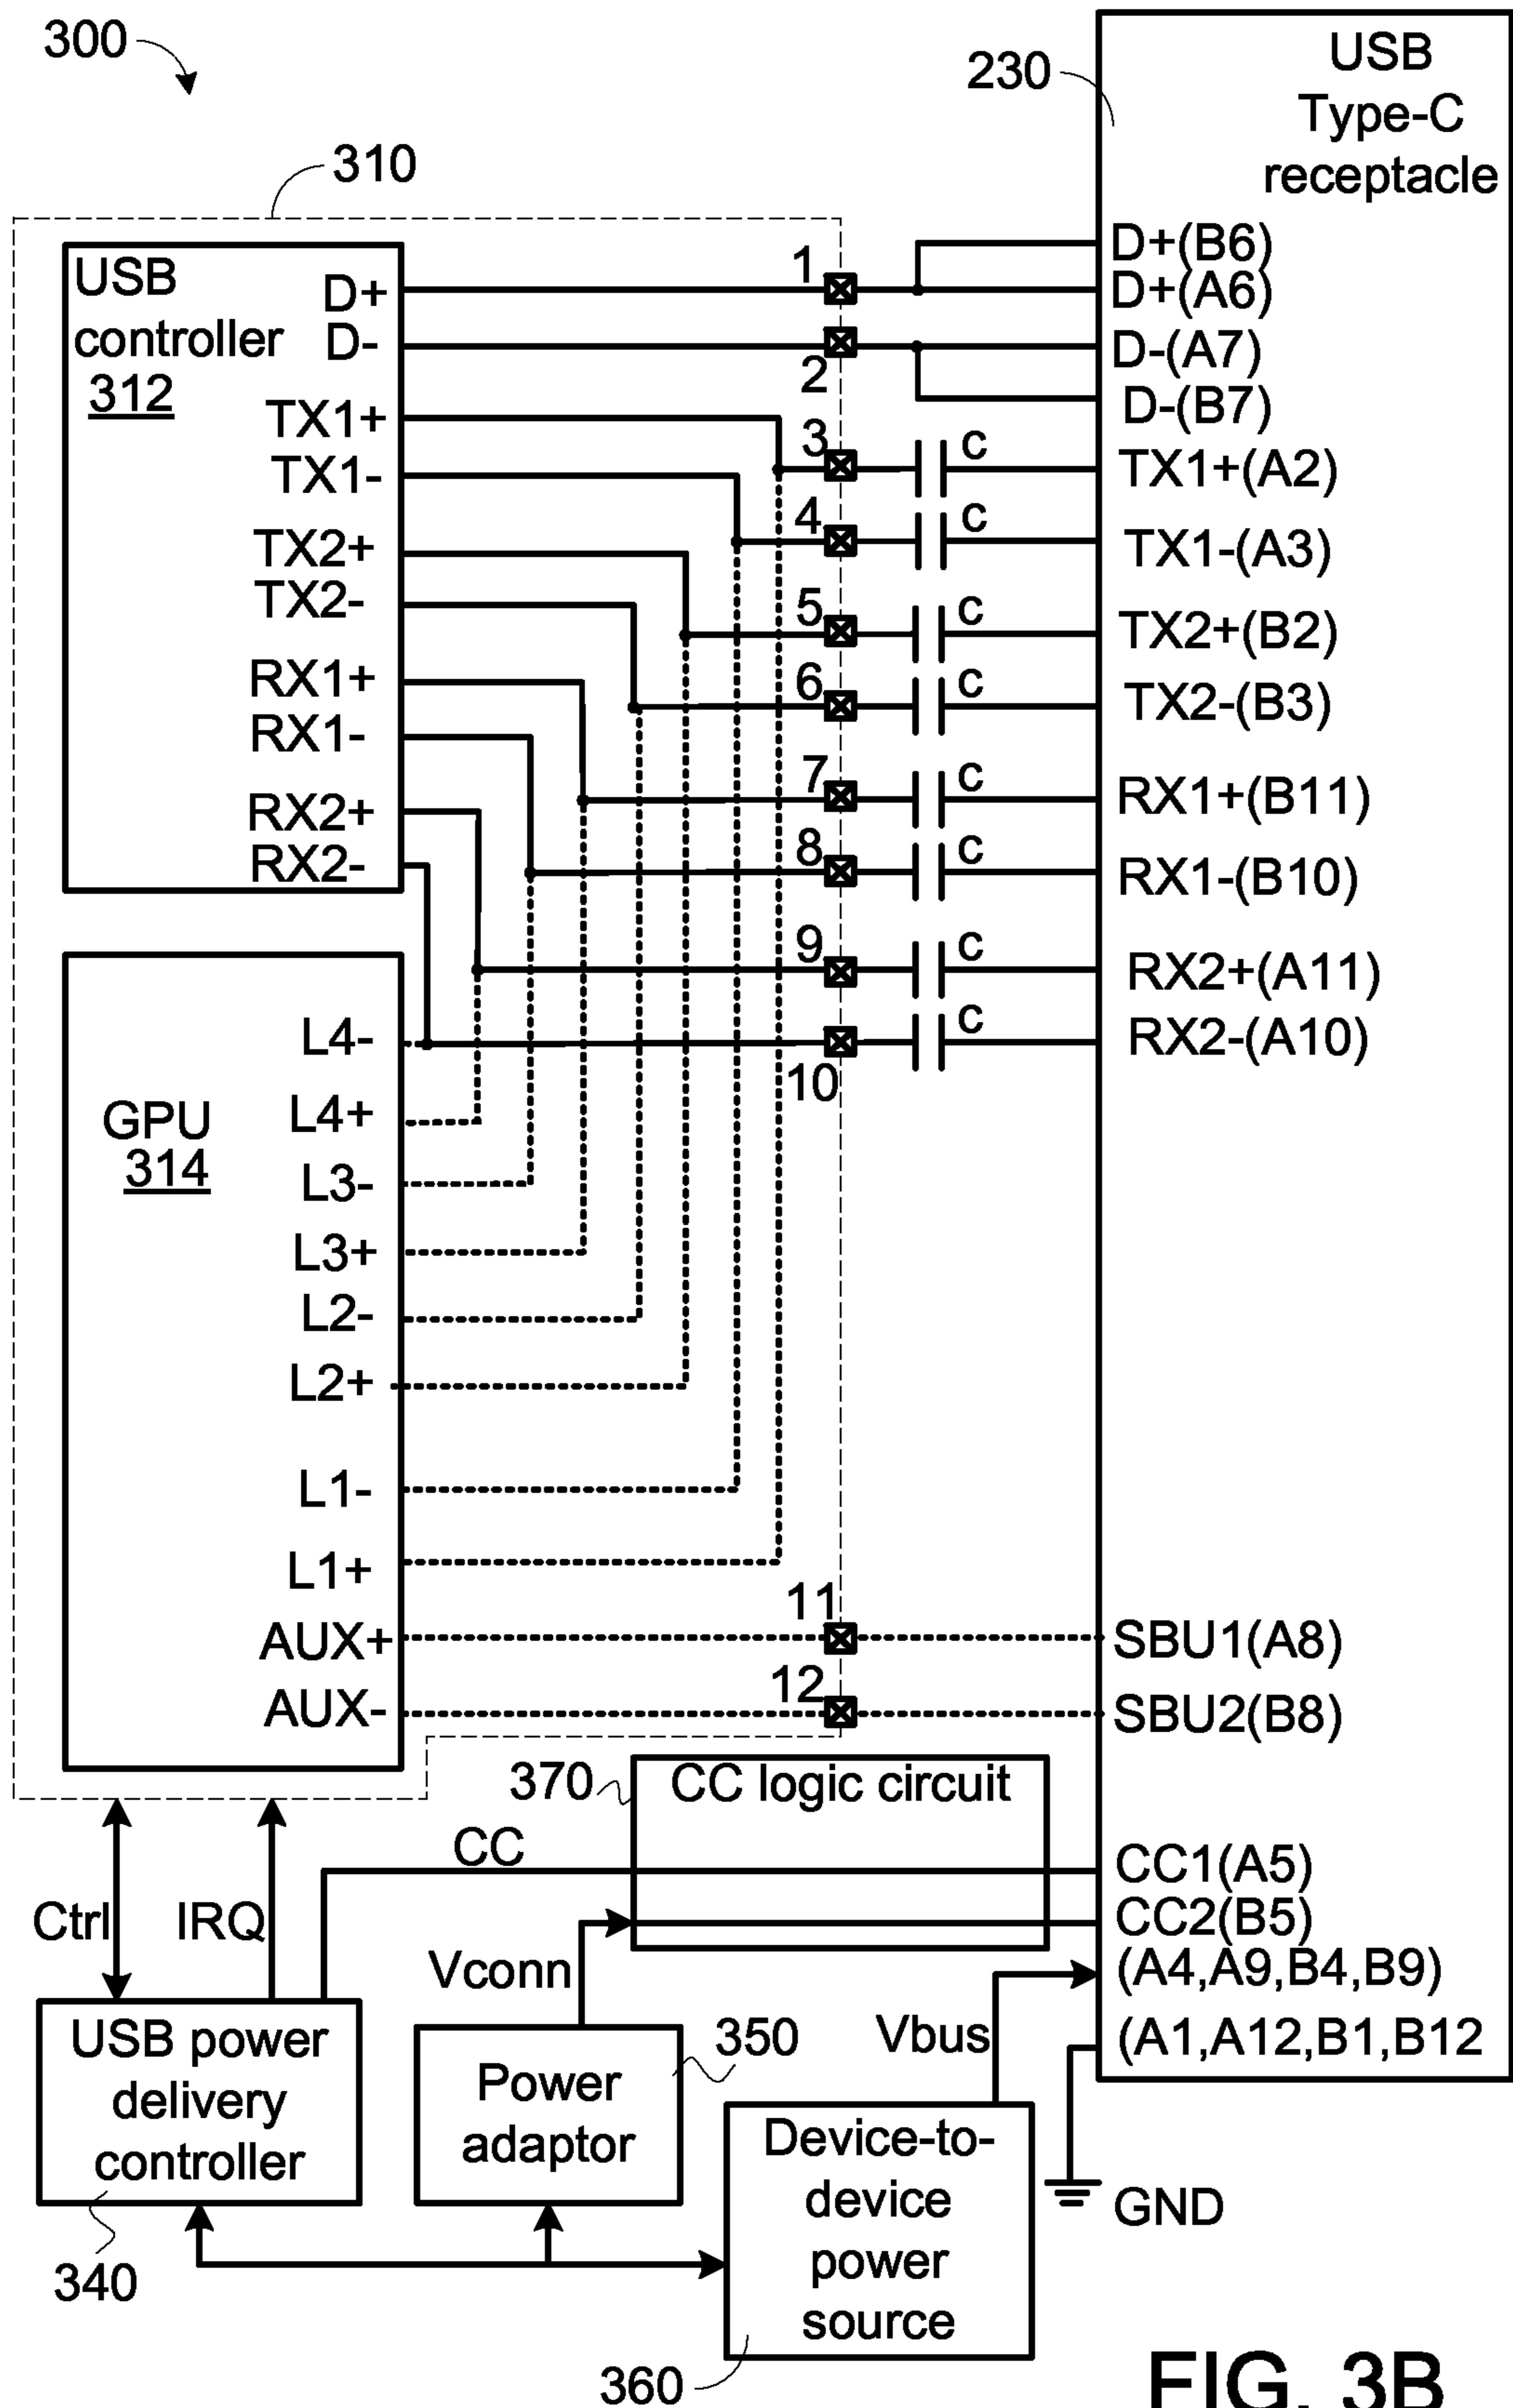 300
310
230
USB
Type-C
receptacle
USB
controller
312
D+
D-
TX1+
TX1-
TX2+
TX2-
RX1+
RX1-
RX2+
RX2-
1
2
3
4
5
6
7
8
9
10
c
c
c
c
c
c
c
c
D+(B6)
D+(A6)
D-(A7)
D-(B7)
TX1+(A2)
TX1-(A3)
TX2+(B2)
TX2-(B3)
RX1+(B11)
RX1-(B10)
RX2+(A11)
RX2-(A10)
GPU
314
L4-
L4+
L3-
L3+
L2-
L2+
L1-
L1+
AUX+
AUX-
11
12
SBU1(A8)
SBU2(B8)
370
CC logic circuit
CC
CC1(A5)
CC2(B5)
(A4,A9,B4,B9)
(A1,A12,B1,B12
Ctrl
IRQ
Vconn
Vbus
USB power
delivery
controller
340
Power
adaptor
350
Device-to-
device
power
source
360
GND
FIG. 3B